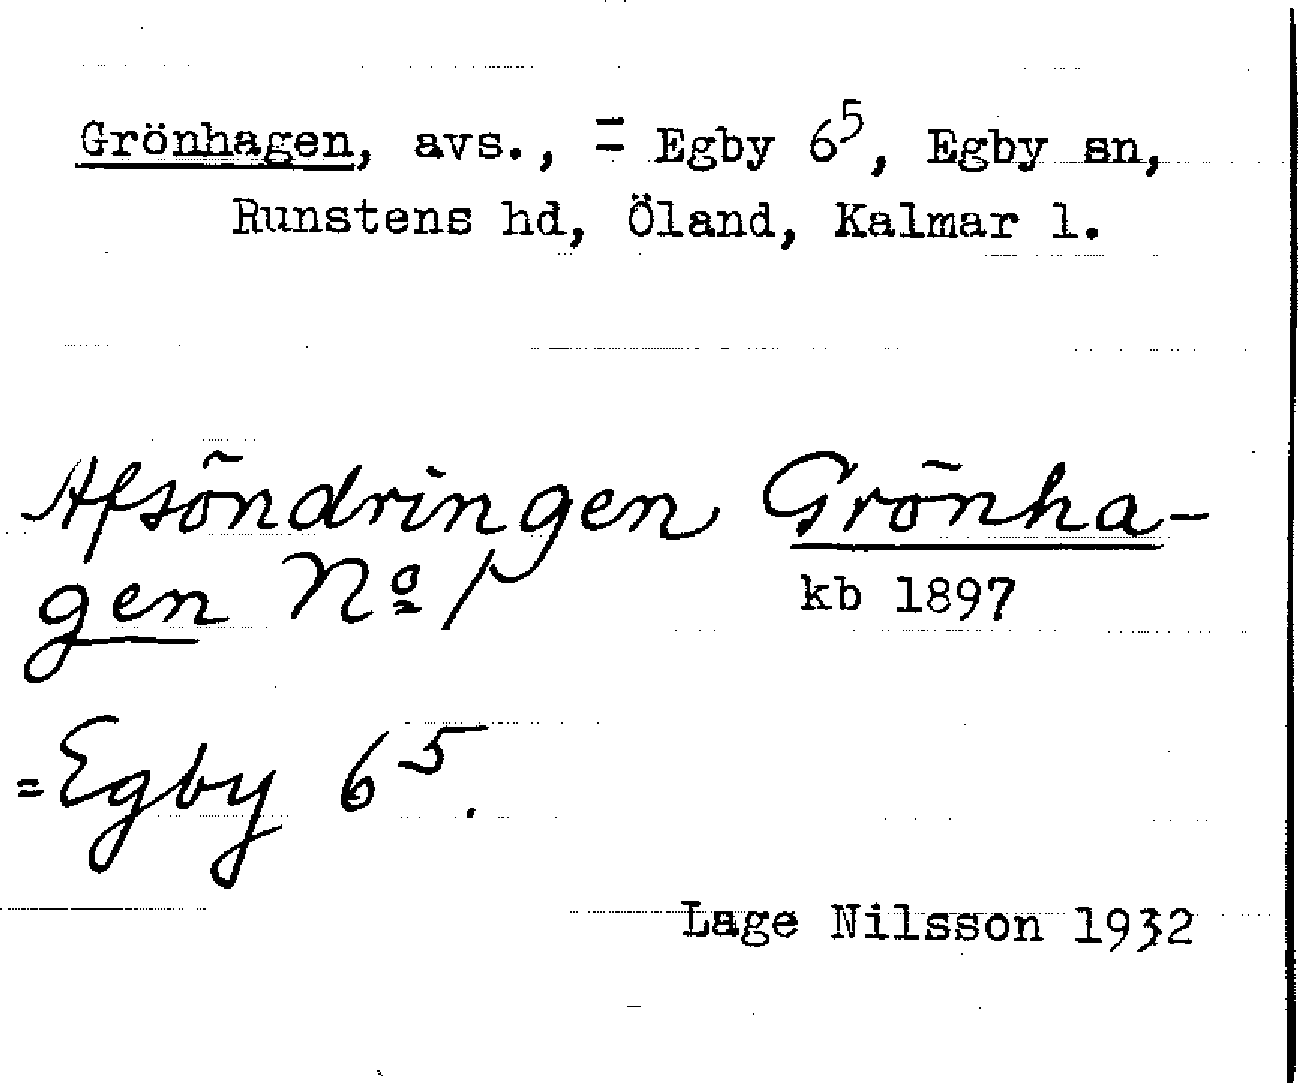 Grönhagen, avs., = Egby 6⁵, Egby sn,
Runstens hd, Öland, Kalmar l.
Afsöndringen Grönha-
gen Nº 1
kb 1897
= Egby 6⁵.
Lage Nilsson 1932